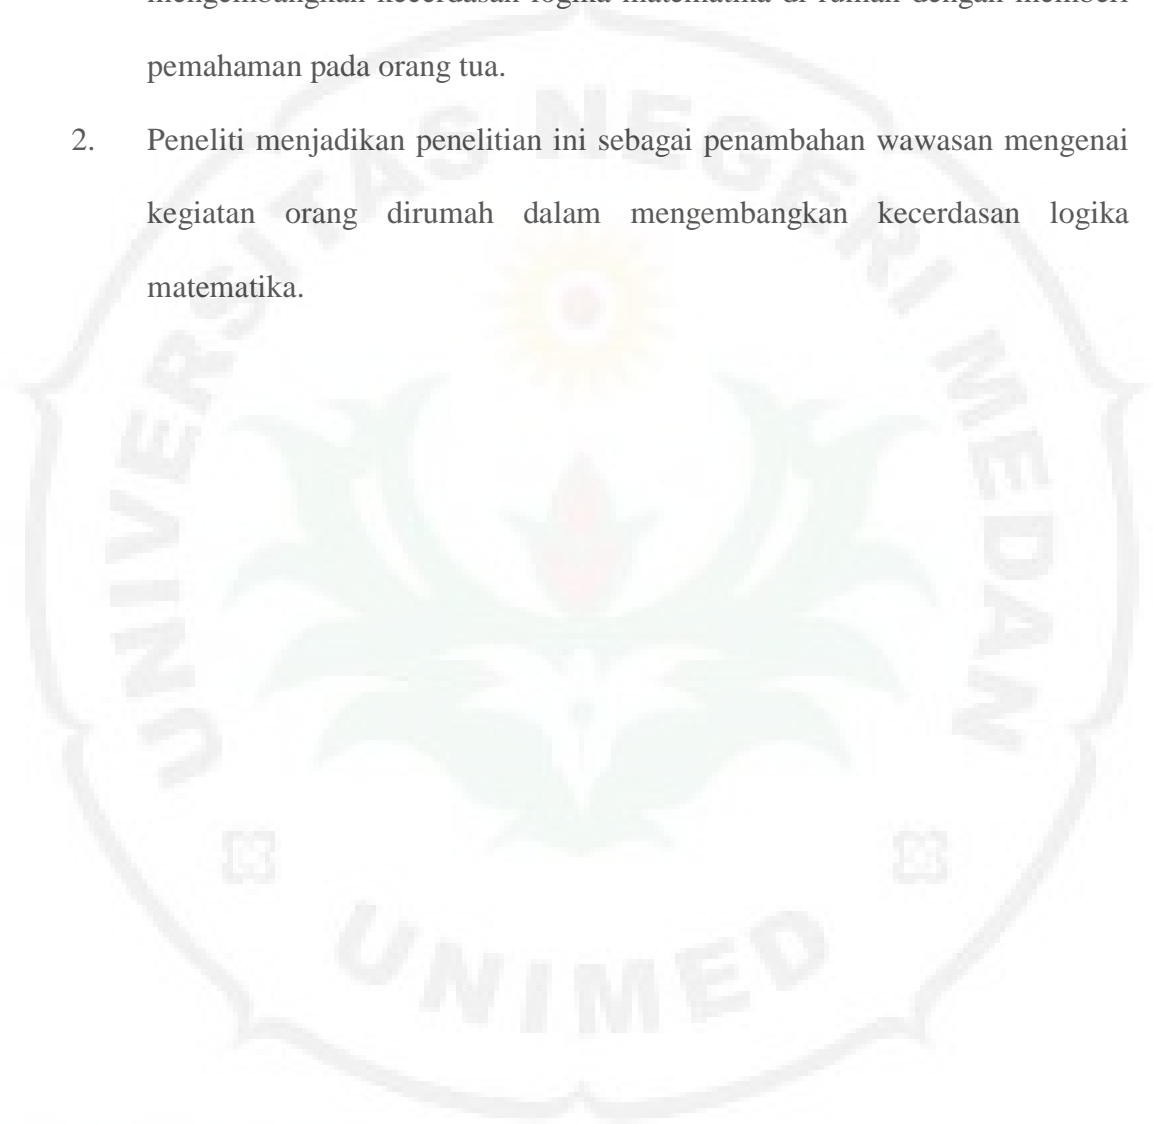 mengembangkan kecerdasan logika matematika di rumah dengan memberi
pemahaman pada orang tua.
2. Peneliti menjadikan penelitian ini sebagai penambahan wawasan mengenai
kegiatan orang dirumah dalam mengembangkan kecerdasan logika
matematika.
UNIVERSITAS NEGERI MEDAN
UNIMED